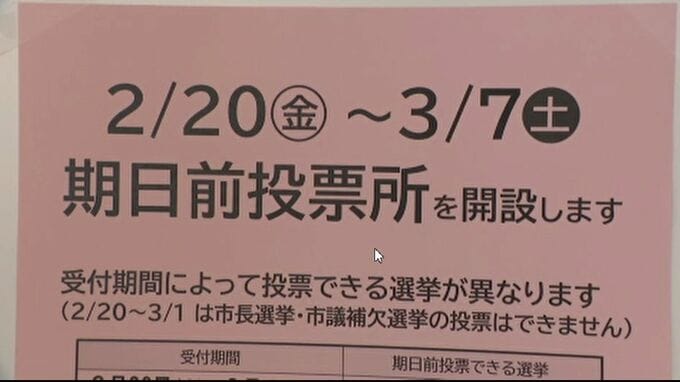 2/20㊎～3/7㊏
期日前投票所を開設します
受付期間によって投票できる選挙が異なります
(2/20～3/1 は市長選挙・市議補欠選挙の投票はできません)
受付期間 期日前投票できる選挙